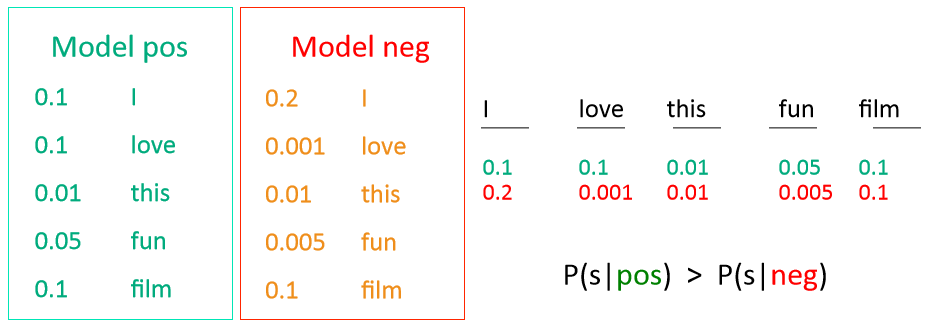 Model pos
0.1 I
0.1 love
0.01 this
0.05 fun
0.1 film
Model neg
0.2 I
0.001 love
0.01 this
0.005 fun
0.1 film
I love this fun film
0.1 0.1 0.01 0.05 0.1
0.2 0.001 0.01 0.005 0.1
P(s|pos) > P(s|neg)